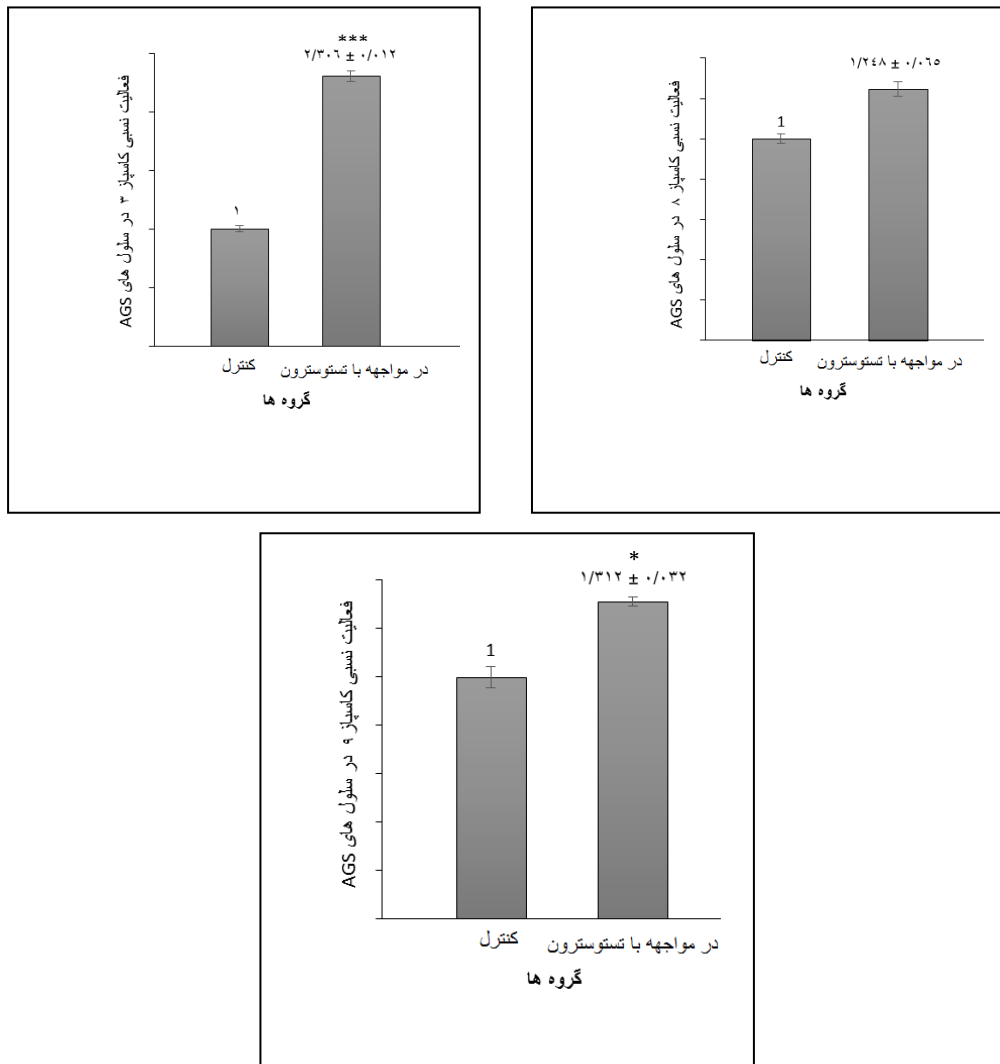 ***
۲/۳۰۶ ± ۰/۰۱۲
۱
فعالیت نسبی کاسپاز ۳ در سلول های AGS
کنترل
در مواجهه با تستوسترون
گروه ها
۱/۲٤۸ ± ۰/۰٦٥
1
فعالیت نسبی کاسپاز ۸ در سلول های AGS
کنترل
در مواجهه با تستوسترون
گروه ها
*
۱/۳۱۲ ± ۰/۰۳۲
1
فعالیت نسبی کاسپاز ۹ در سلول های AGS
کنترل
در مواجهه با تستوسترون
گروه ها